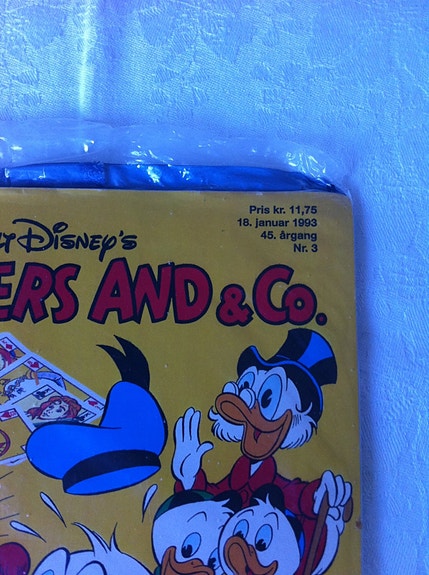 Pris kr. 11,75
18. januar 1993
45. årgang
Nr. 3
DISNEY'S
ERS AND & Co.